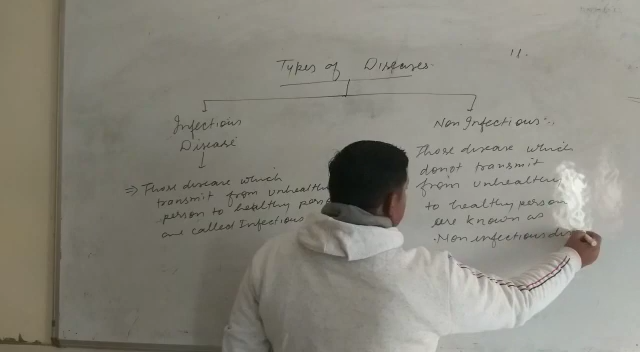 Types of Diseases.
Infectious
Disease
⇒ Those disease which
transmit from unhealthy
person to healthy
are called Infectious
Non Infectious
Those disease which
donot transmit
from unhealthy
to healthy person
are known as
Non infectious